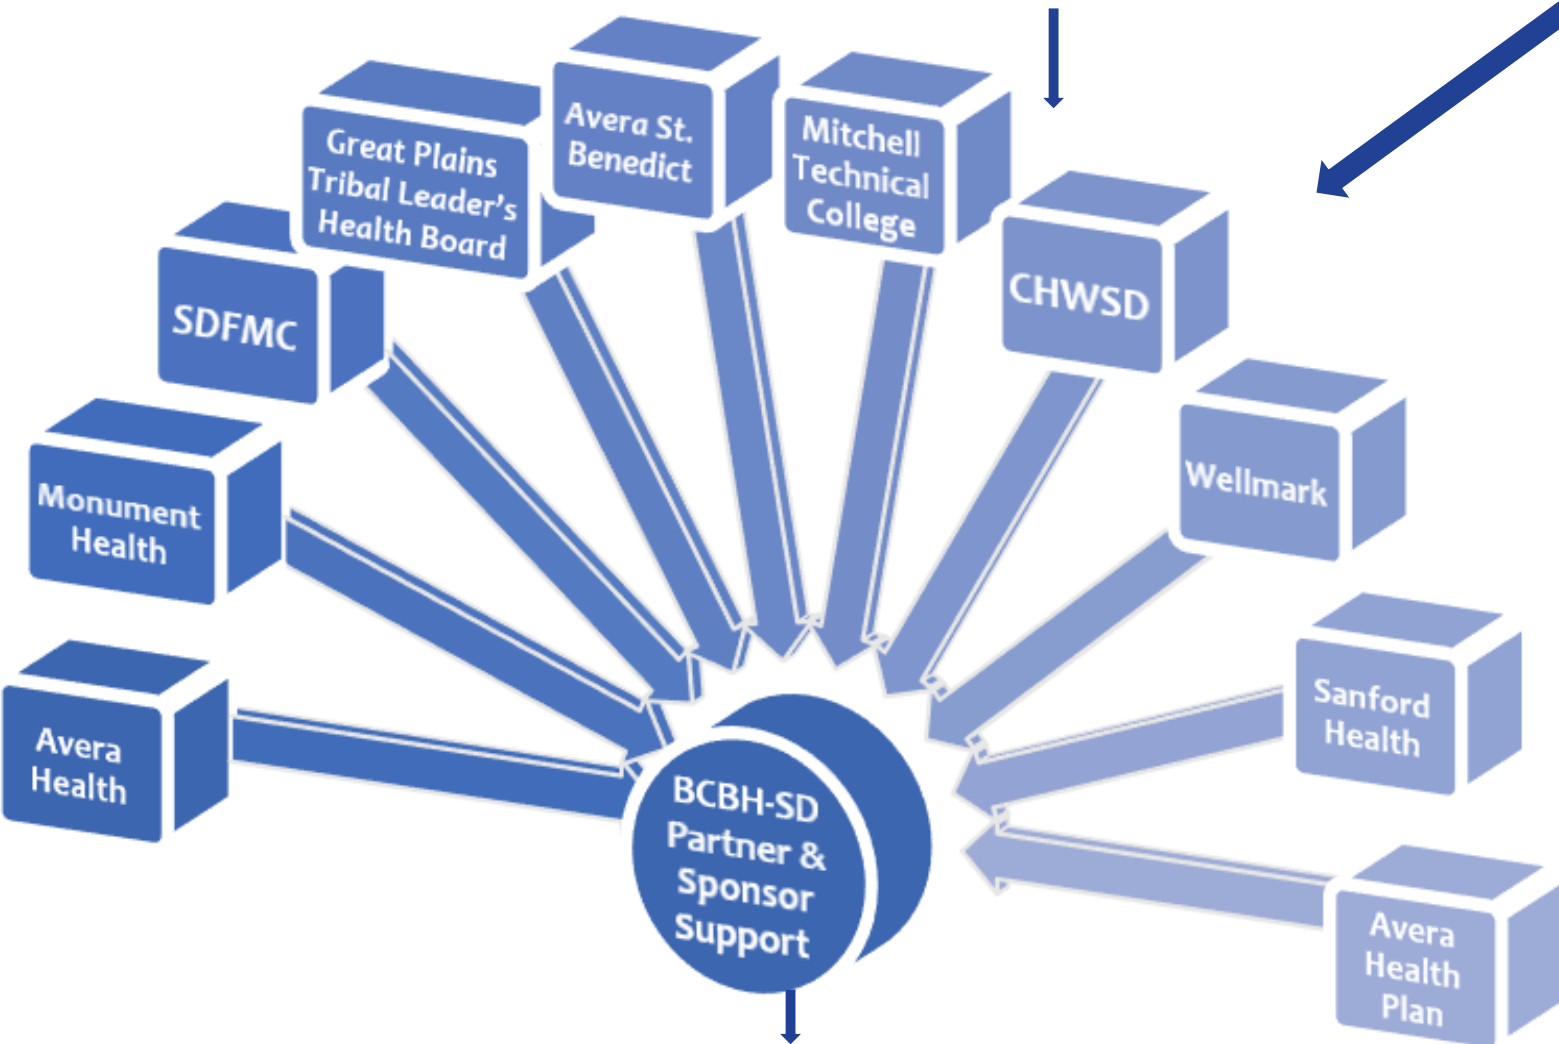 Avera
Health
Monument
Health
SDFMC
Great Plains
Tribal Leader's
Health Board
Avera St.
Benedict
Mitchell
Technical
College
CHWSD
Wellmark
Sanford
Health
Avera
Health
Plan
BCBH-SD
Partner &
Sponsor
Support